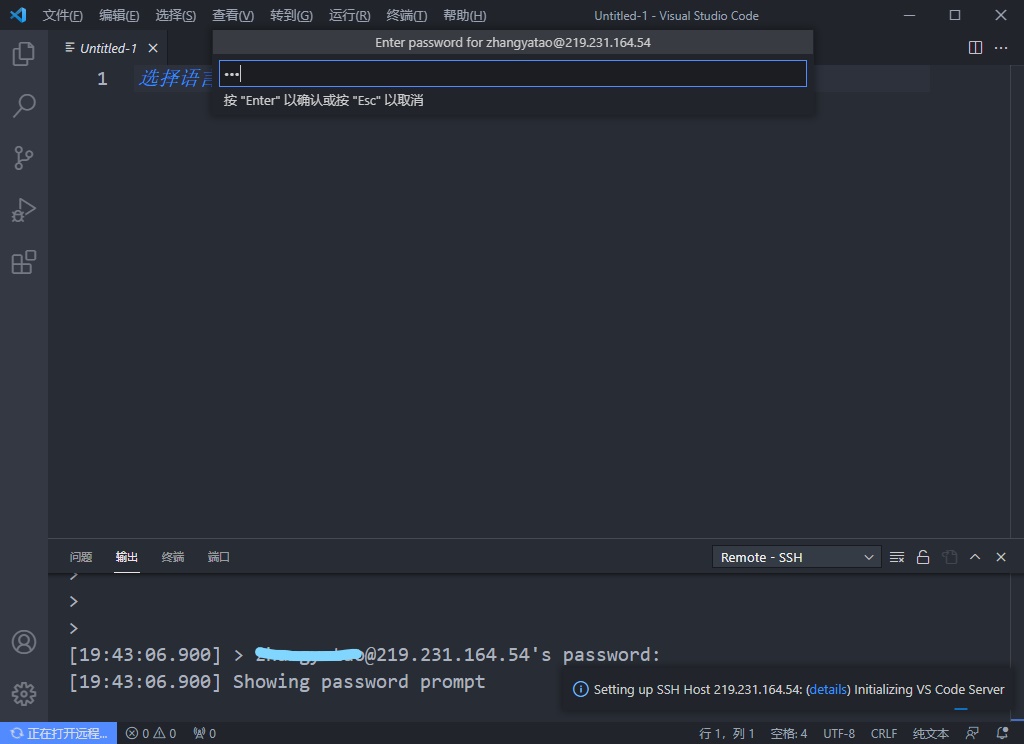 文件(F) 编辑(E) 选择(S) 查看(V) 转到(G) 运行(R) 终端(T) 帮助(H) Untitled-1 - Visual Studio Code
Untitled-1
Enter password for zhangyatao@219.231.164.54
•••
按 "Enter" 以确认或按 "Esc" 以取消
1 选择语言
问题 输出 终端 端口 Remote - SSH
>
>
>
[19:43:06.900] > @219.231.164.54's password:
[19:43:06.900] Showing password prompt
Setting up SSH Host 219.231.164.54: (details) Initializing VS Code Server
正在打开远程... 0 0 0 行 1，列 1 空格: 4 UTF-8 CRLF 纯文本